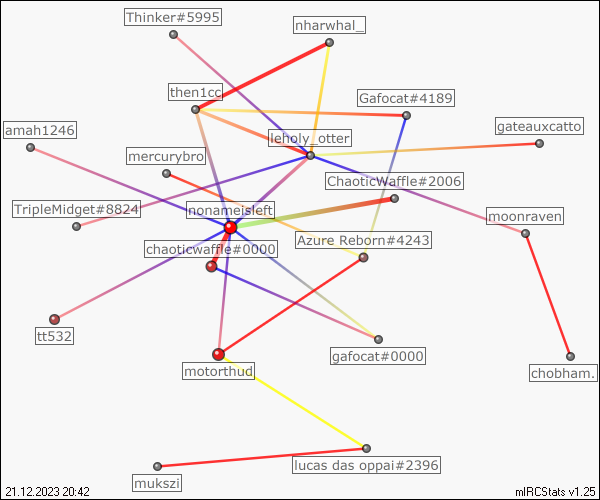 Thinker#5995
nharwhal_
then1cc
Gafocat#4189
amah1246
gateauxcatto
leholy_otter
mercurybro
ChaoticWaffle#2006
TripleMidget#8824
nonameisleft
moonraven
Azure Reborn#4243
chaoticwaffle#0000
tt532
gafocat#0000
motorthud
chobham.
lucas das oppai#2396
mukszi
21.12.2023 20:42
mIRCStats v1.25